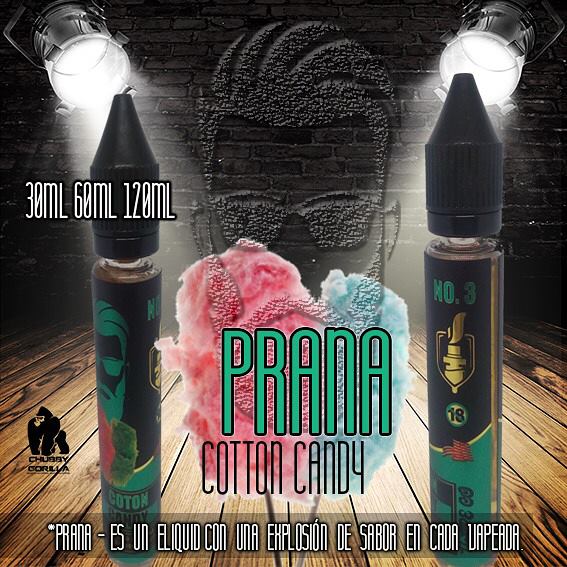 30ML 60ML 120ML
NO. 3
18
PRANA
COTTON CANDY
CHUBBY
GORILLA
COTON
CANDY
*PRANA - ES UN ELIQUID CON UNA EXPLOSIÓN DE SABOR EN CADA VAPEADA.